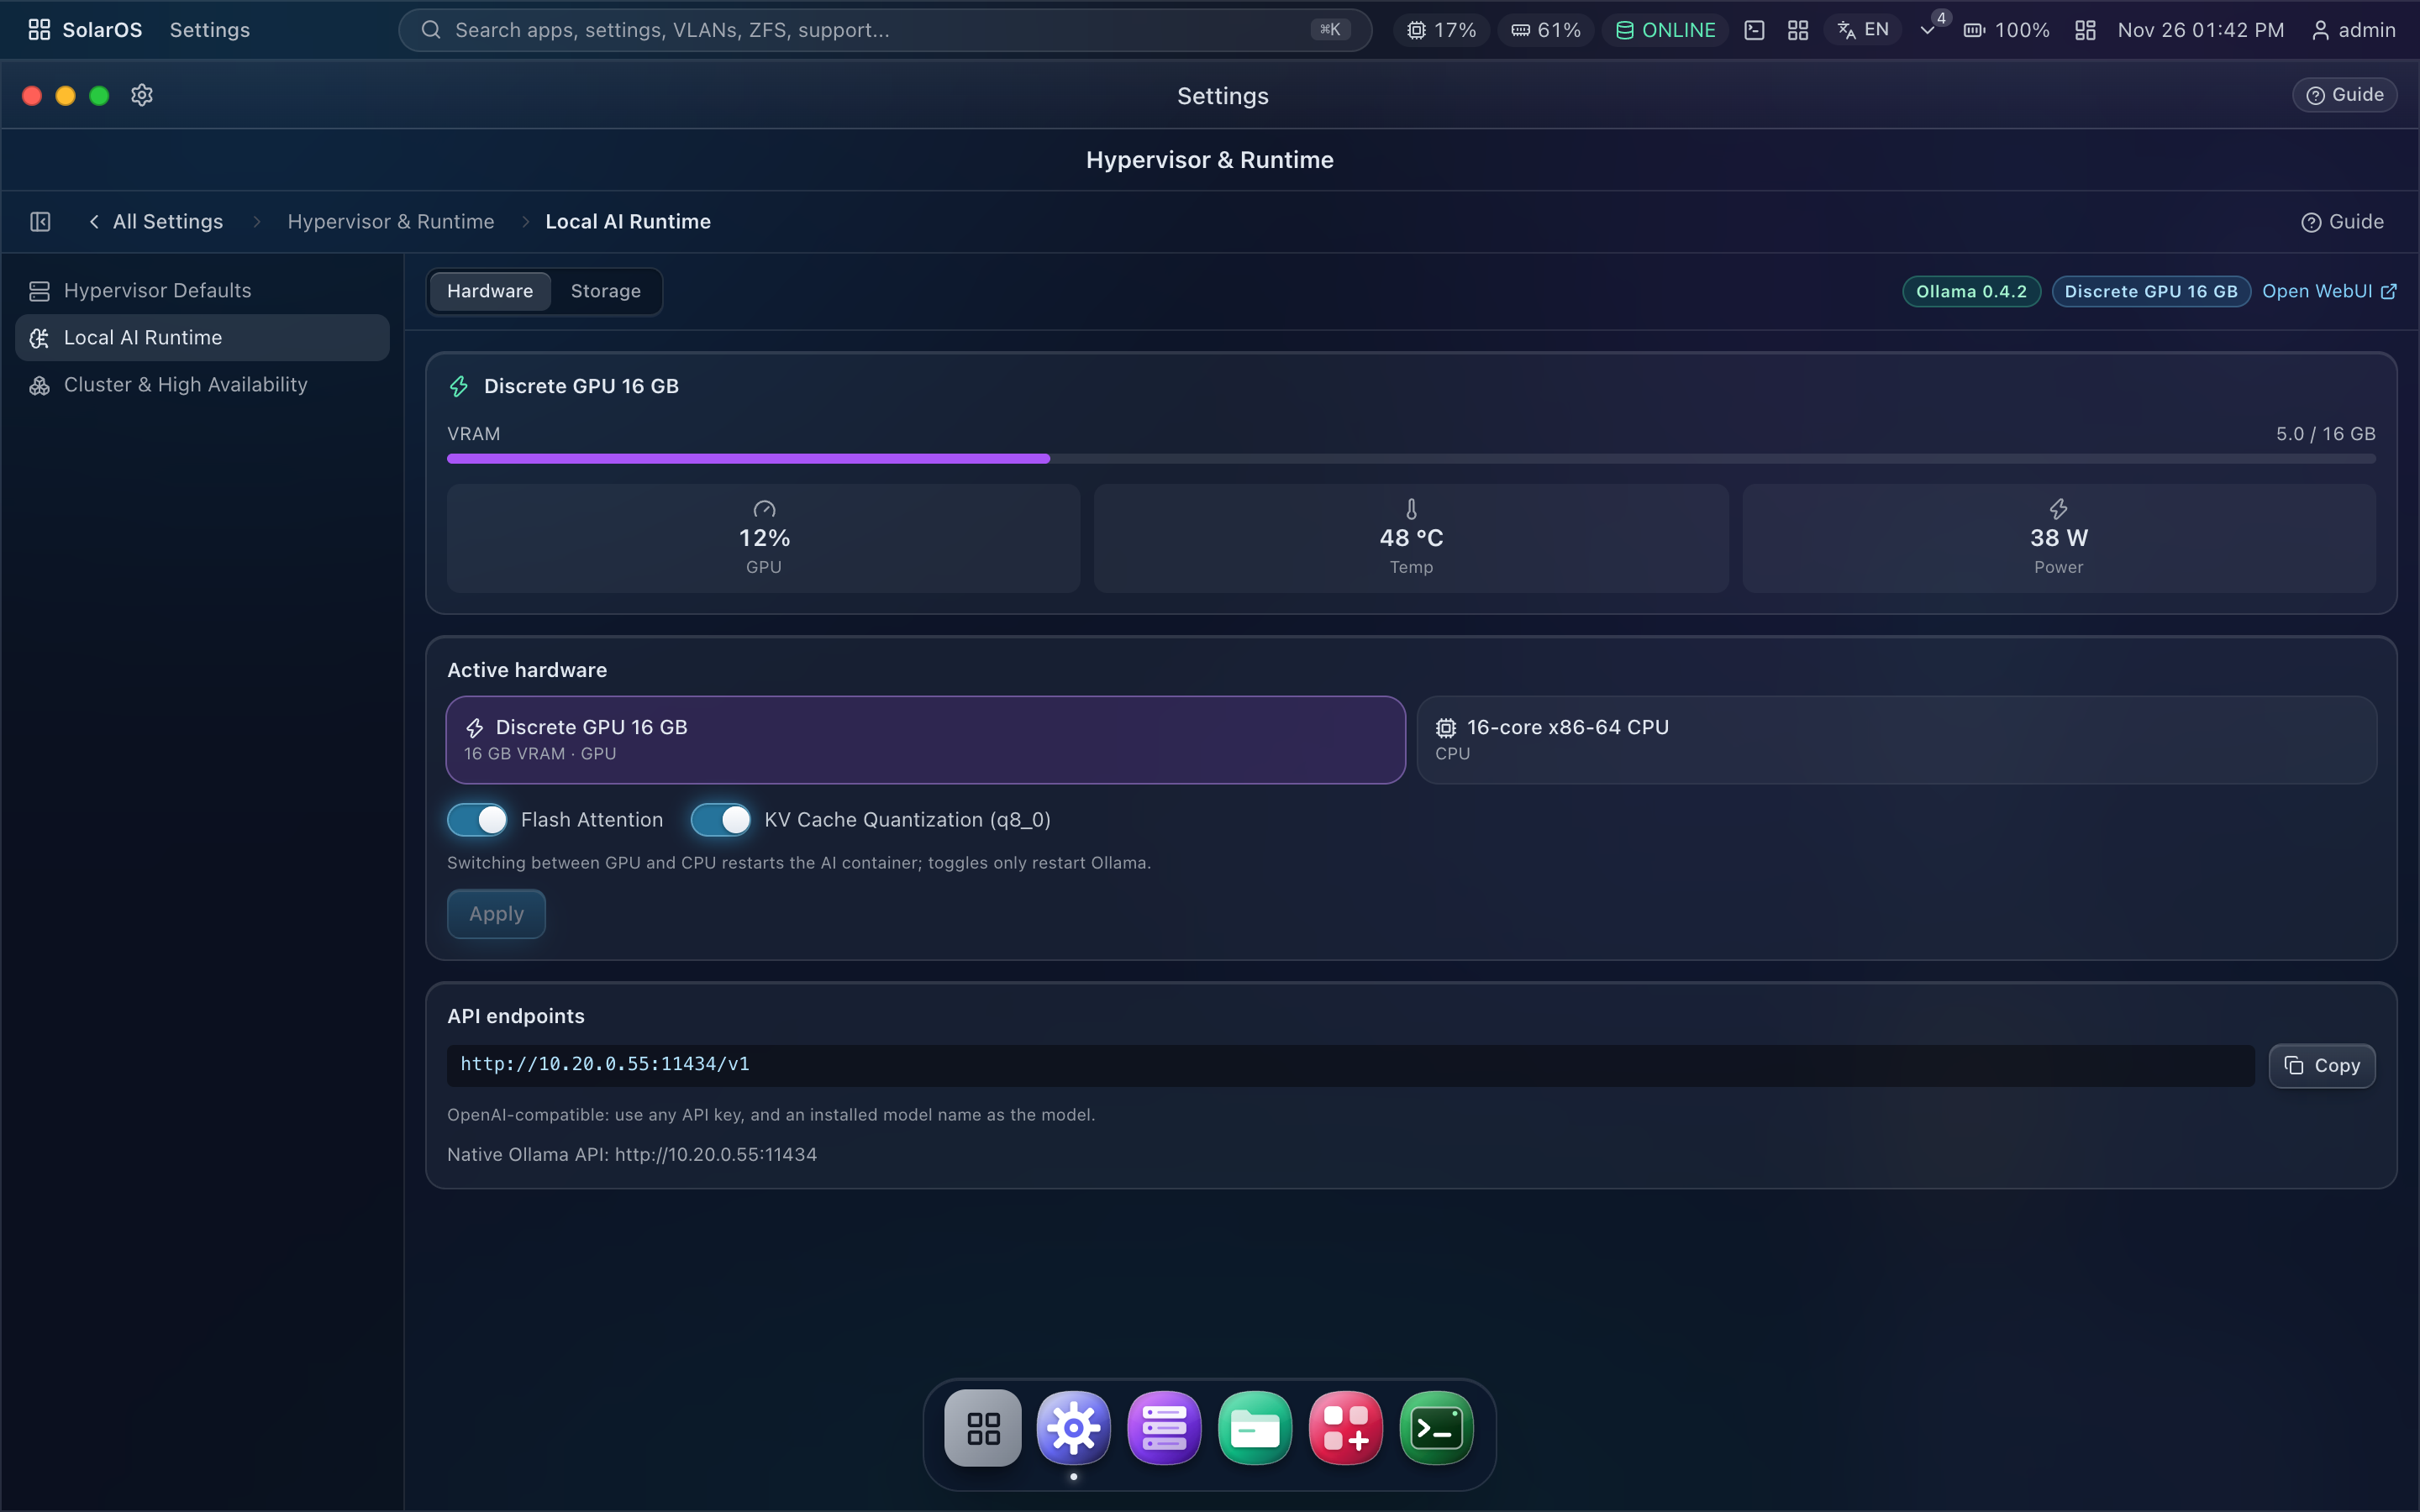 SolarOS Settings Search apps, settings, VLANs, ZFS, support... ⌘K 17% 61% ONLINE EN 4 100% Nov 26 01:42 PM admin
Settings Guide
Hypervisor & Runtime
All Settings Hypervisor & Runtime Local AI Runtime Guide
Hypervisor Defaults
Local AI Runtime
Cluster & High Availability
Hardware Storage Ollama 0.4.2 Discrete GPU 16 GB Open WebUI
Discrete GPU 16 GB
VRAM 5.0 / 16 GB
12% 48 °C 38 W
GPU Temp Power
Active hardware
Discrete GPU 16 GB 16-core x86-64 CPU
16 GB VRAM · GPU CPU
Flash Attention KV Cache Quantization (q8_0)
Switching between GPU and CPU restarts the AI container; toggles only restart Ollama.
Apply
API endpoints
http://10.20.0.55:11434/v1 Copy
OpenAI-compatible: use any API key, and an installed model name as the model.
Native Ollama API: http://10.20.0.55:11434